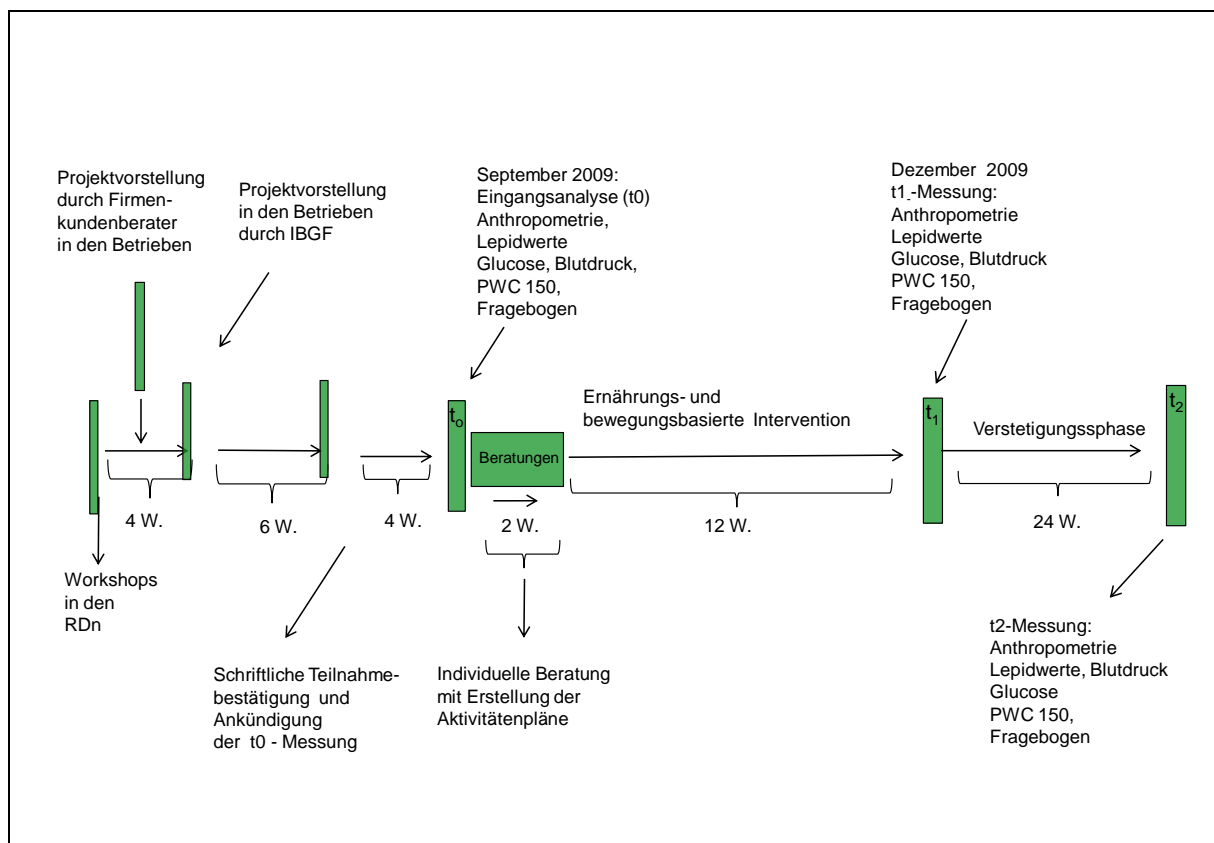 Projektvorstellung
durch Firmen-
kundenberater
in den Betrieben
Projektvorstellung
in den Betrieben
durch IBGF
September 2009:
Eingangsanalyse (t0)
Anthropometrie,
Lepidwerte
Glucose, Blutdruck,
PWC 150,
Fragebogen
Dezember 2009
t1.-Messung:
Anthropometrie
Lepidwerte
Glucose, Blutdruck
PWC 150,
Fragebogen
t₀
Beratungen
Ernährungs- und
bewegungsbasierte Intervention
t₁
Verstetigungssphase
t₂
4 W.
6 W.
4 W.
2 W.
12 W.
24 W.
Workshops
in den
RDn
Schriftliche Teilnahme-
bestätigung und
Ankündigung
der t0 - Messung
Individuelle Beratung
mit Erstellung der
Aktivitätenpläne
t2-Messung:
Anthropometrie
Lepidwerte, Blutdruck
Glucose
PWC 150,
Fragebogen